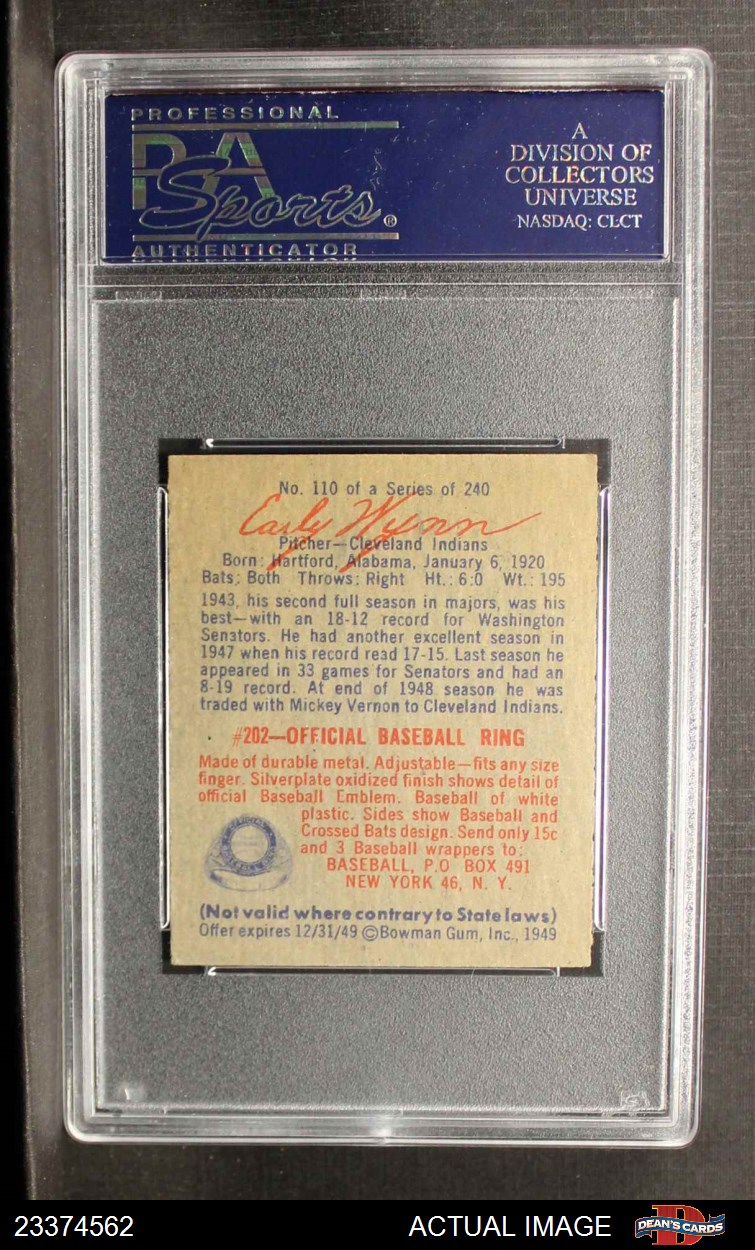 PROFESSIONAL
PSA
Sports®
AUTHENTICATOR
A
DIVISION OF
COLLECTORS
UNIVERSE
NASDAQ: CLCT
No. 110 of a Series of 240
Early Wynn
Pitcher—Cleveland Indians
Born: Hartford, Alabama, January 6, 1920
Bats: Both Throws: Right Ht.: 6:0 Wt.: 195
1943, his second full season in majors, was his
best—with an 18-12 record for Washington
Senators. He had another excellent season in
1947 when his record read 17-15. Last season he
appeared in 33 games for Senators and had an
8-19 record. At end of 1948 season he was
traded with Mickey Vernon to Cleveland Indians.
#202—OFFICIAL BASEBALL RING
Made of durable metal. Adjustable—fits any size
finger. Silverplate oxidized finish shows detail of
official Baseball Emblem. Baseball of white
plastic. Sides show Baseball and
Crossed Bats design. Send only 15c
and 3 Baseball wrappers to:
BASEBALL, P.O BOX 491
NEW YORK 46, N. Y.
(Not valid where contrary to State laws)
Offer expires 12/31/49 ©Bowman Gum, Inc., 1949
23374562
ACTUAL IMAGE
DEAN'S CARDS